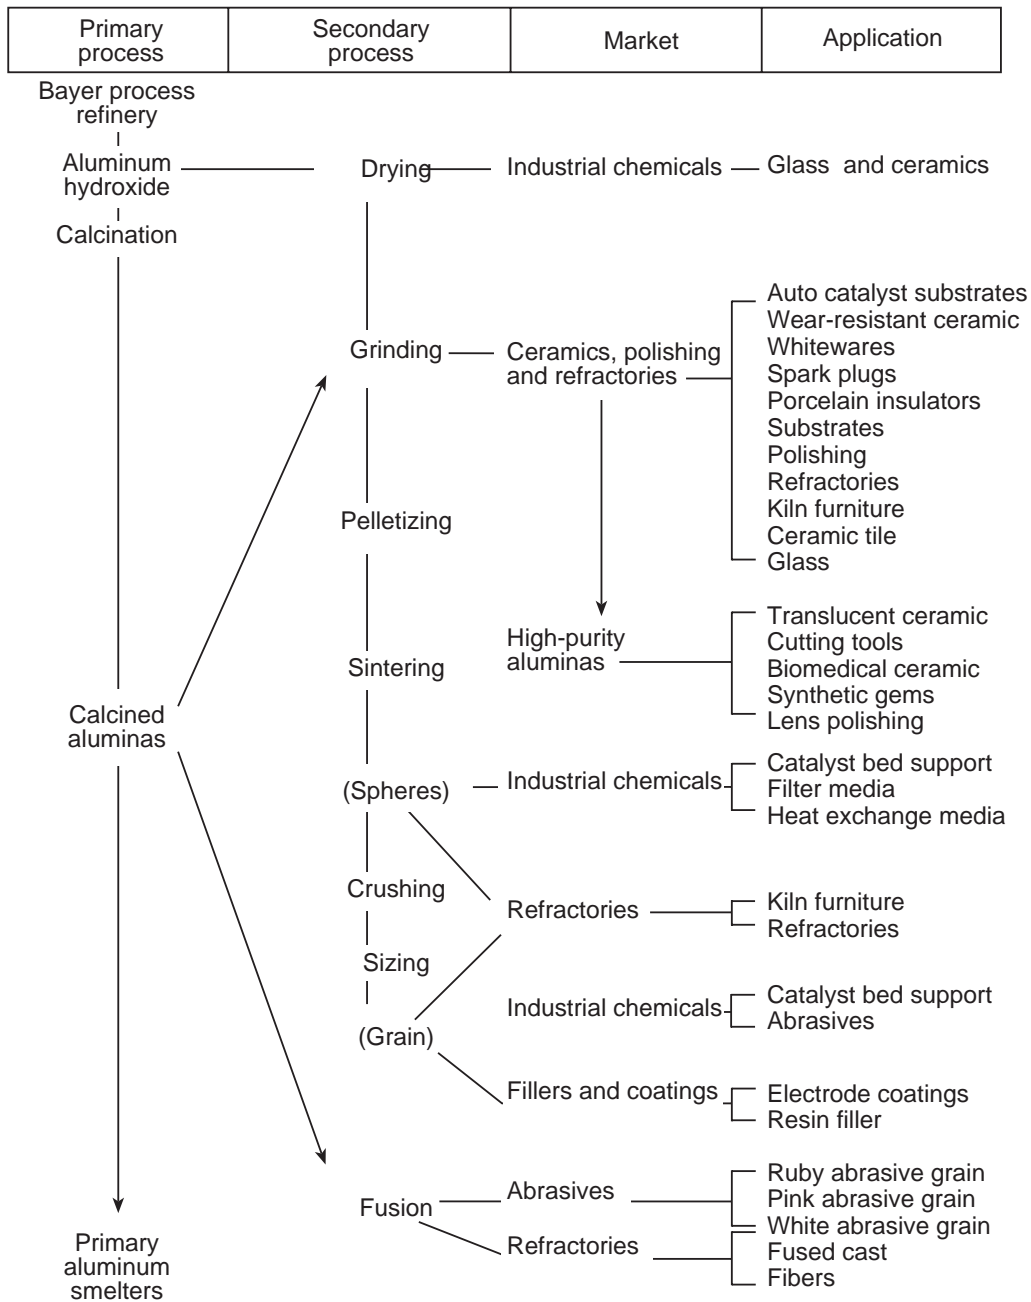 Primary
process
Secondary
process
Market
Application
Bayer process
refinery
Aluminum
hydroxide
Drying
Industrial chemicals
Glass and ceramics
Calcination
Grinding
Ceramics, polishing
and refractories
Auto catalyst substrates
Wear-resistant ceramic
Whitewares
Spark plugs
Porcelain insulators
Substrates
Polishing
Refractories
Kiln furniture
Ceramic tile
Glass
Pelletizing
Sintering
High-purity
aluminas
Translucent ceramic
Cutting tools
Biomedical ceramic
Synthetic gems
Lens polishing
Calcined
aluminas
(Spheres)
Industrial chemicals
Catalyst bed support
Filter media
Heat exchange media
Crushing
Refractories
Kiln furniture
Refractories
Sizing
(Grain)
Industrial chemicals
Catalyst bed support
Abrasives
Fillers and coatings
Electrode coatings
Resin filler
Fusion
Abrasives
Ruby abrasive grain
Pink abrasive grain
White abrasive grain
Refractories
Fused cast
Fibers
Primary
aluminum
smelters